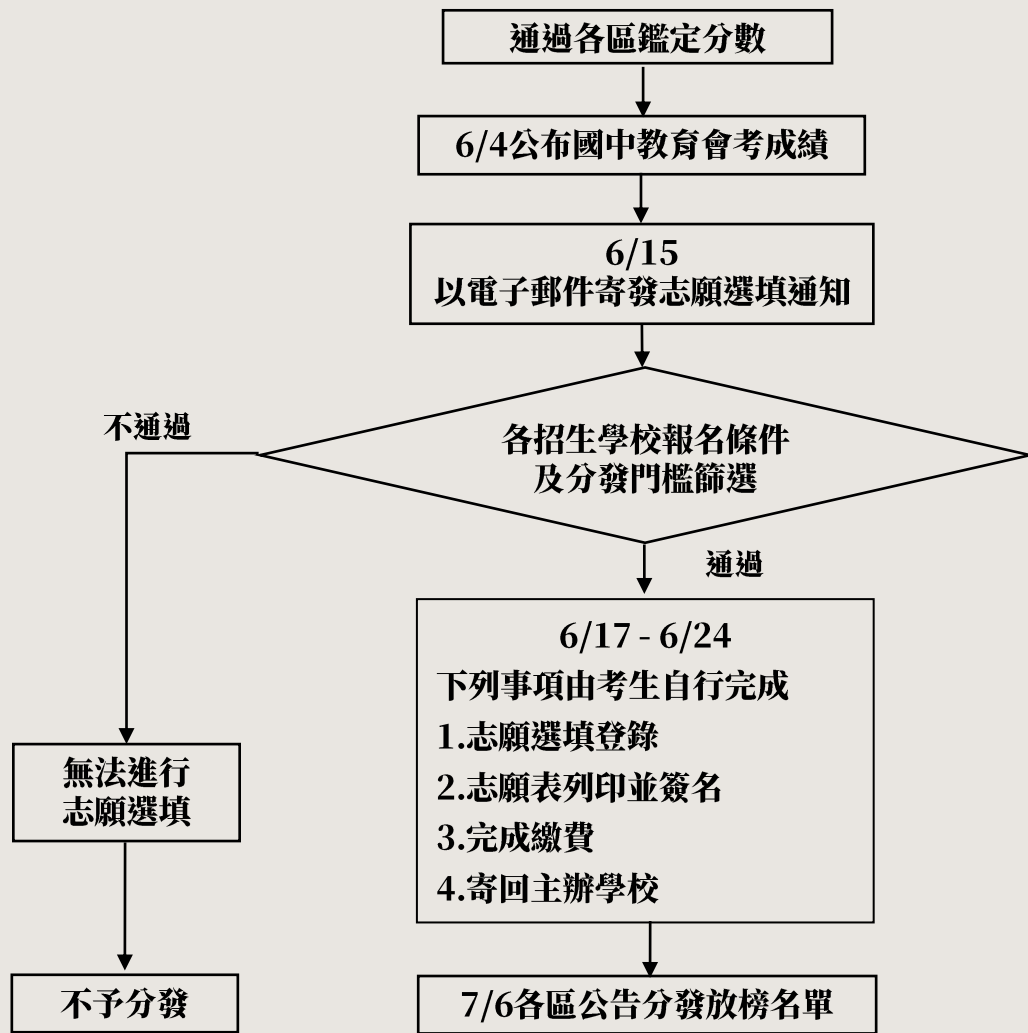 通過各區鑑定分數
6/4公布國中教育會考成績
6/15
以電子郵件寄發志願選填通知
各招生學校報名條件
及分發門檻篩選
不通過
通過
6/17 - 6/24
下列事項由考生自行完成
1.志願選填登錄
2.志願表列印並簽名
3.完成繳費
4.寄回主辦學校
無法進行
志願選填
不予分發
7/6各區公告分發放榜名單